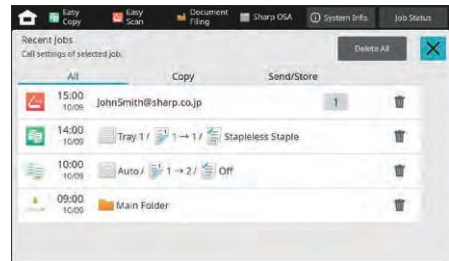 Easy Copy
Easy Scan
Document Filing
Sharp OSA
System Info.
Job Status
Recent Jobs
Call settings of selected job.
Delete All
All
Copy
Send/Store
15:00
10/09
JohnSmith@sharp.co.jp
1
14:00
10/09
Tray 1 / 1→1 / Stapleless Staple
10:00
10/09
Auto / 1→2 / Off
09:00
10/09
Main Folder